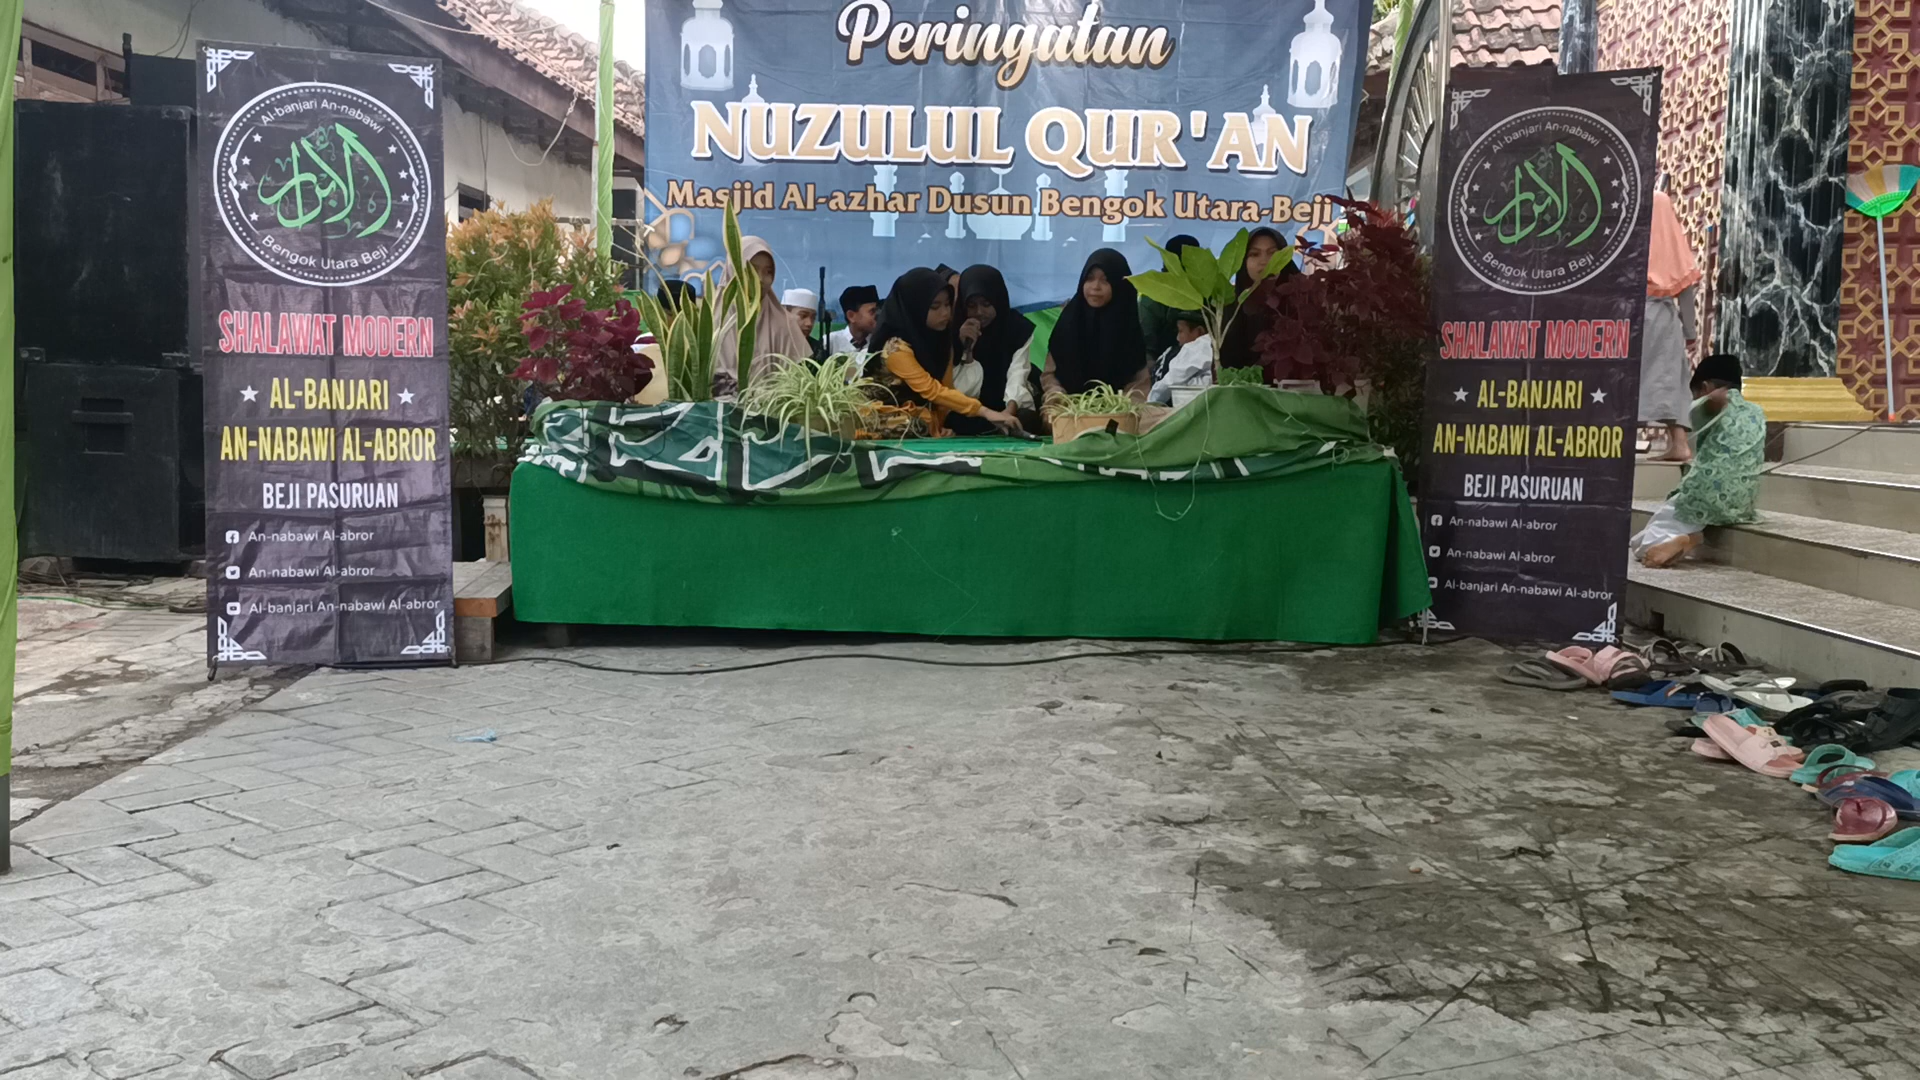 Peringatan
NUZULUL QUR'AN
Masjid Al-azhar Dusun Bengok Utara-Beji
Al-banjari An-nabawi
الابرار
Bengok Utara Beji
SHALAWAT MODERN
AL-BANJARI
AN-NABAWI AL-ABROR
BEJI PASURUAN
An-nabawi Al-abror
An-nabawi Al-abror
Al-banjari An-nabawi Al-abror
Al-banjari An-nabawi
الابرار
Bengok Utara Beji
SHALAWAT MODERN
AL-BANJARI
AN-NABAWI AL-ABROR
BEJI PASURUAN
An-nabawi Al-abror
An-nabawi Al-abror
Al-banjari An-nabawi Al-abror